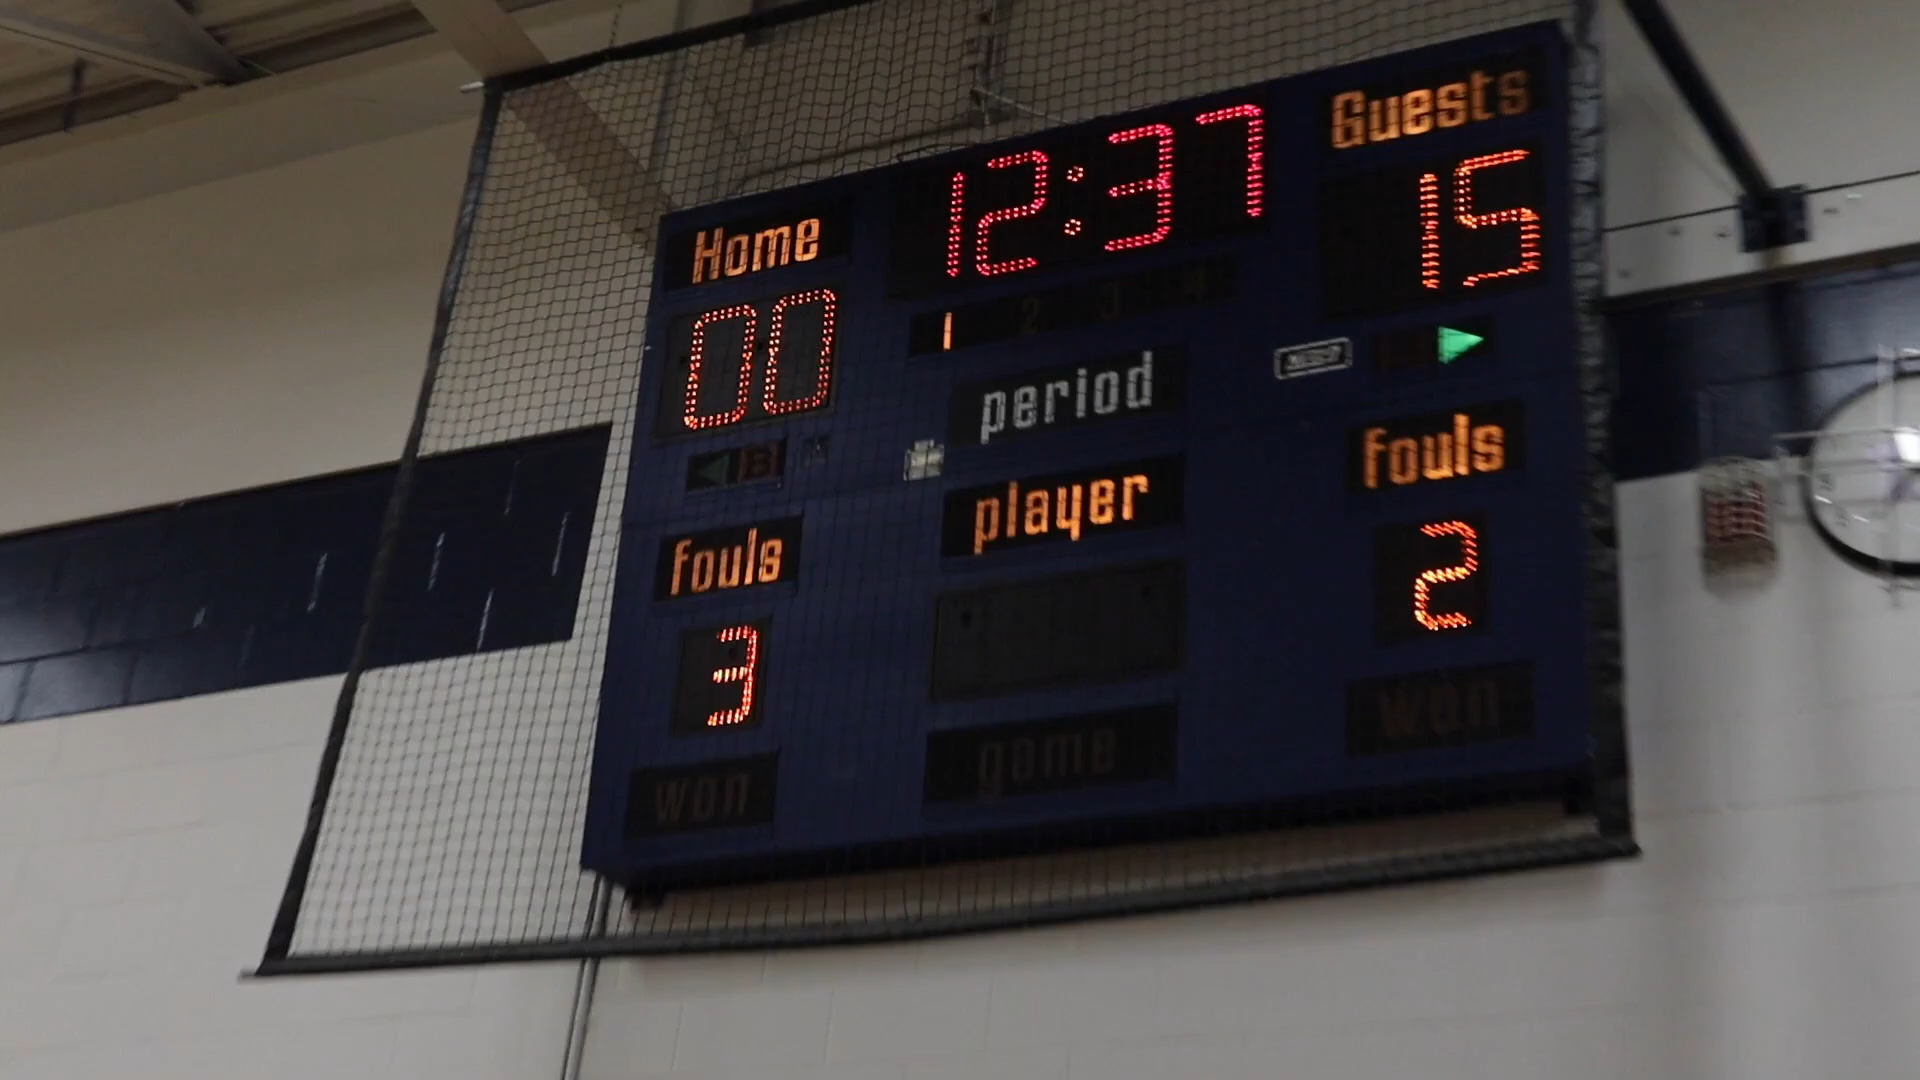 Home
12:37
Guests
00
15
1 2 3 4
period
B
player
fouls
fouls
3
2
won
game
won